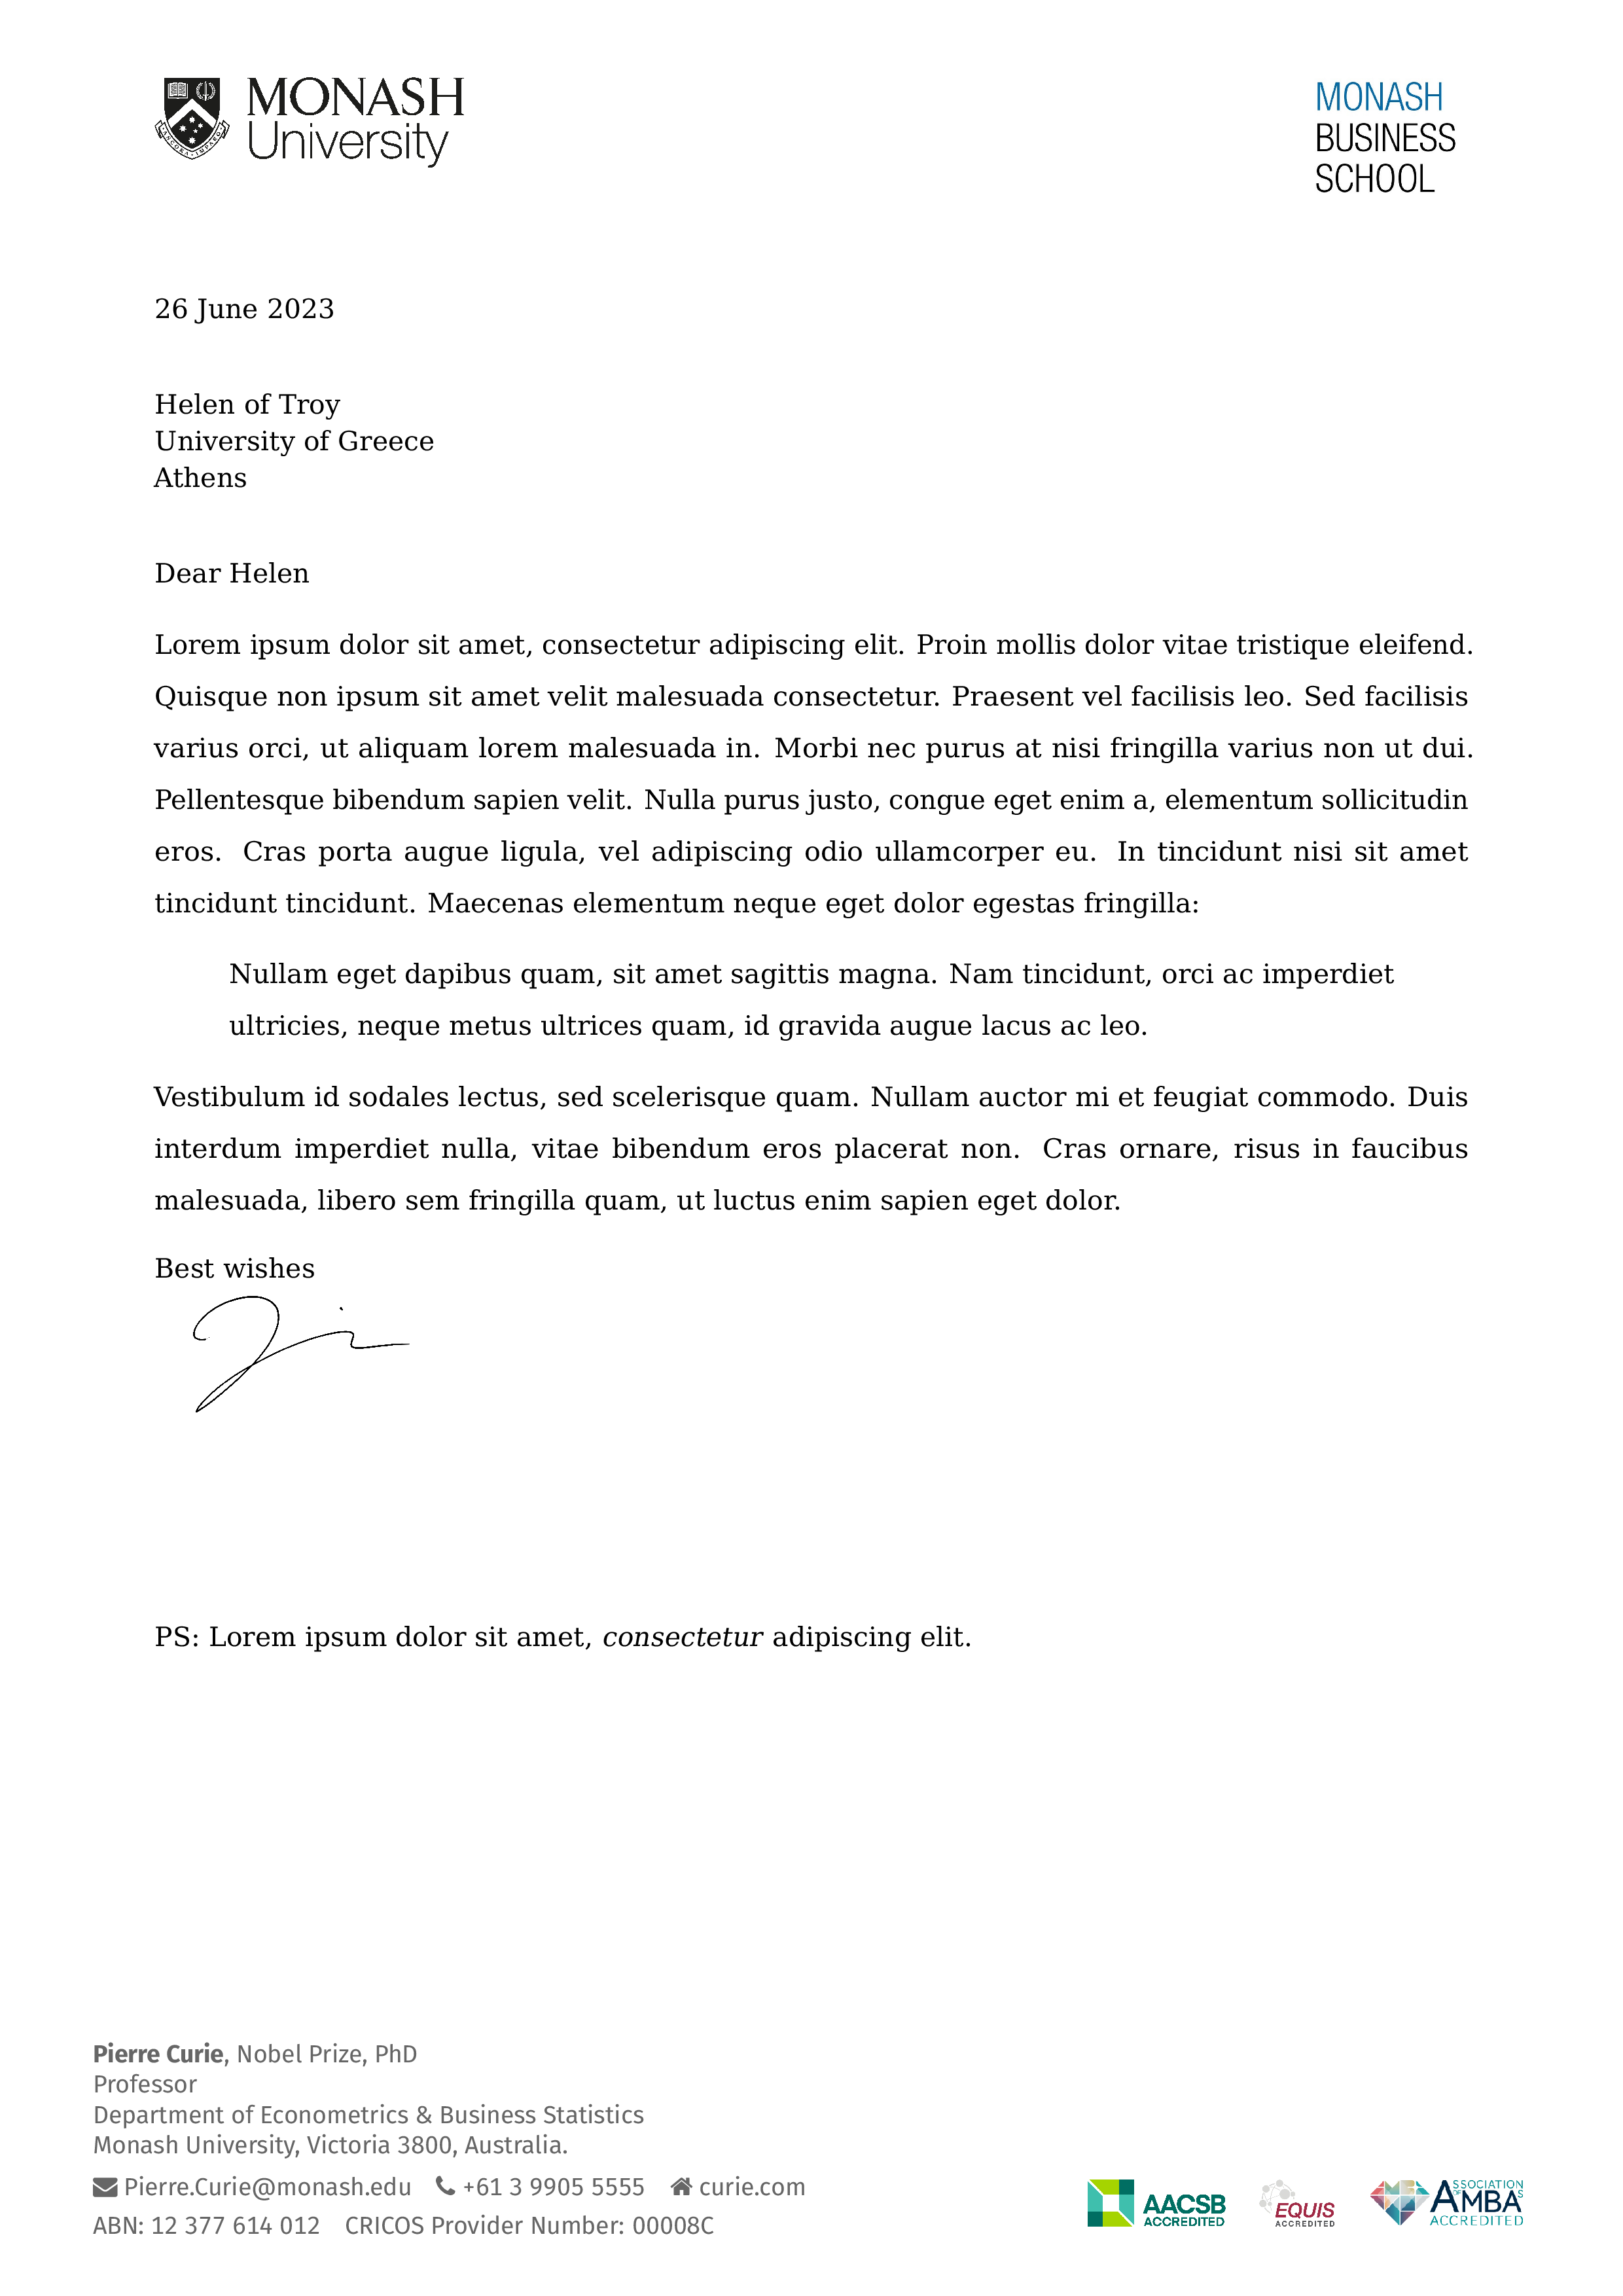 MONASH
University
MONASH
BUSINESS
SCHOOL
26 June 2023
Helen of Troy
University of Greece
Athens
Dear Helen
Lorem ipsum dolor sit amet, consectetur adipiscing elit. Proin mollis dolor vitae tristique eleifend.
Quisque non ipsum sit amet velit malesuada consectetur. Praesent vel facilisis leo. Sed facilisis
varius orci, ut aliquam lorem malesuada in. Morbi nec purus at nisi fringilla varius non ut dui.
Pellentesque bibendum sapien velit. Nulla purus justo, congue eget enim a, elementum sollicitudin
eros. Cras porta augue ligula, vel adipiscing odio ullamcorper eu. In tincidunt nisi sit amet
tincidunt tincidunt. Maecenas elementum neque eget dolor egestas fringilla:
Nullam eget dapibus quam, sit amet sagittis magna. Nam tincidunt, orci ac imperdiet
ultricies, neque metus ultrices quam, id gravida augue lacus ac leo.
Vestibulum id sodales lectus, sed scelerisque quam. Nullam auctor mi et feugiat commodo. Duis
interdum imperdiet nulla, vitae bibendum eros placerat non. Cras ornare, risus in faucibus
malesuada, libero sem fringilla quam, ut luctus enim sapien eget dolor.
Best wishes
PS: Lorem ipsum dolor sit amet, consectetur adipiscing elit.
Pierre Curie, Nobel Prize, PhD
Professor
Department of Econometrics & Business Statistics
Monash University, Victoria 3800, Australia.
Pierre.Curie@monash.edu +61 3 9905 5555 curie.com
ABN: 12 377 614 012 CRICOS Provider Number: 00008C
AACSB
ACCREDITED
EQUIS
ACCREDITED
ASSOCIATION
OF MBAS
ACCREDITED